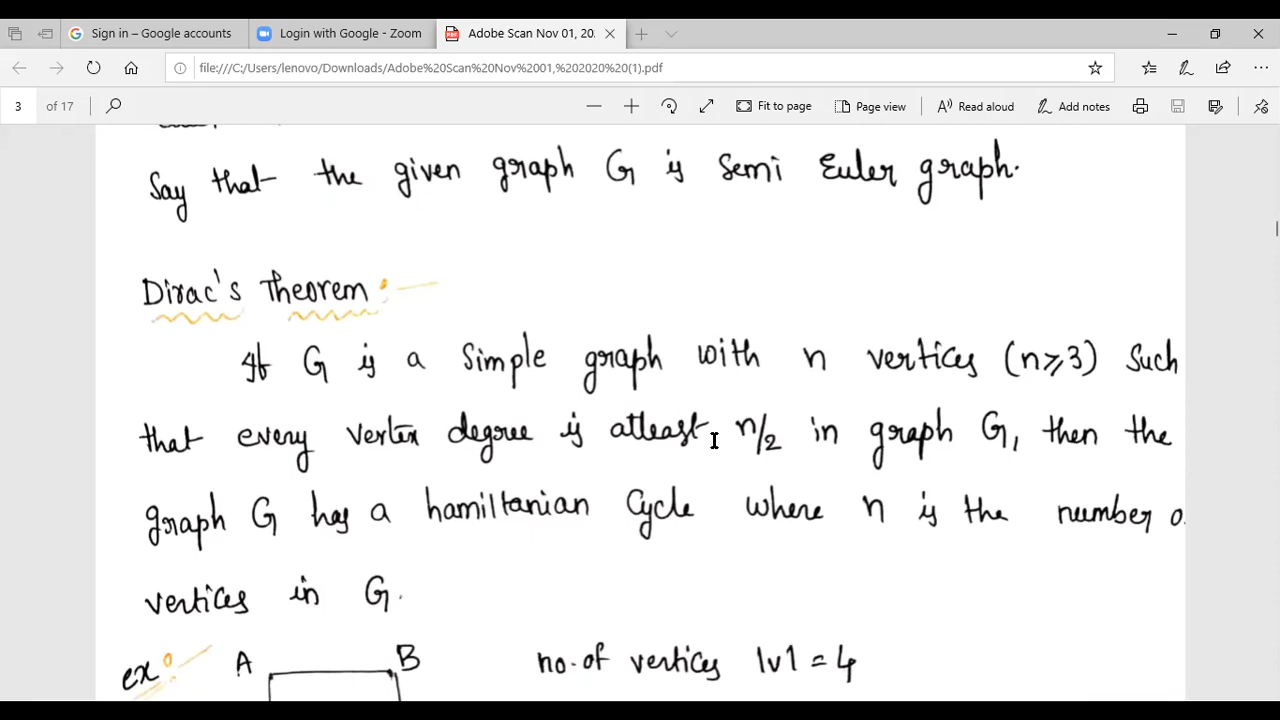 Sign in – Google accounts
Login with Google - Zoom
Adobe Scan Nov 01, 202
file:///C:/Users/lenovo/Downloads/Adobe%20Scan%20Nov%2001,%202020%20(1).pdf
3 of 17
Fit to page
Page view
Read aloud
Add notes
Say that the given graph G is Semi Euler graph.
Dirac's Theorem:-
If G is a Simple graph with n vertices (n⩾3) Such
that every vertex degree is atleast n/2 in graph G, then the
graph G has a hamiltanian Cycle where n is the number o
vertices in G.
ex:-
A B no. of vertices |v| = 4